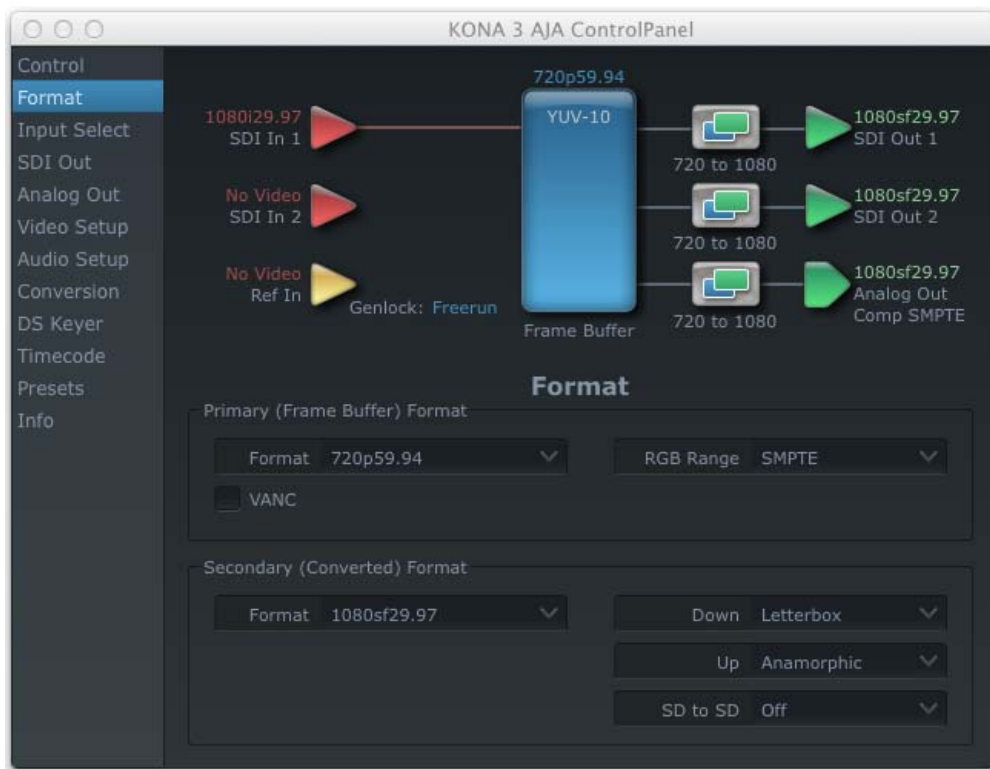 KONA 3 AJA ControlPanel
Control
Format
Input Select
SDI Out
Analog Out
Video Setup
Audio Setup
Conversion
DS Keyer
Timecode
Presets
Info
1080i29.97
SDI In 1
No Video
SDI In 2
No Video
Ref In
Genlock: Freerun
720p59.94
YUV-10
Frame Buffer
720 to 1080
1080sf29.97
SDI Out 1
720 to 1080
1080sf29.97
SDI Out 2
720 to 1080
1080sf29.97
Analog Out
Comp SMPTE
Format
Primary (Frame Buffer) Format
Format 720p59.94
RGB Range SMPTE
VANC
Secondary (Converted) Format
Format 1080sf29.97
Down Letterbox
Up Anamorphic
SD to SD Off